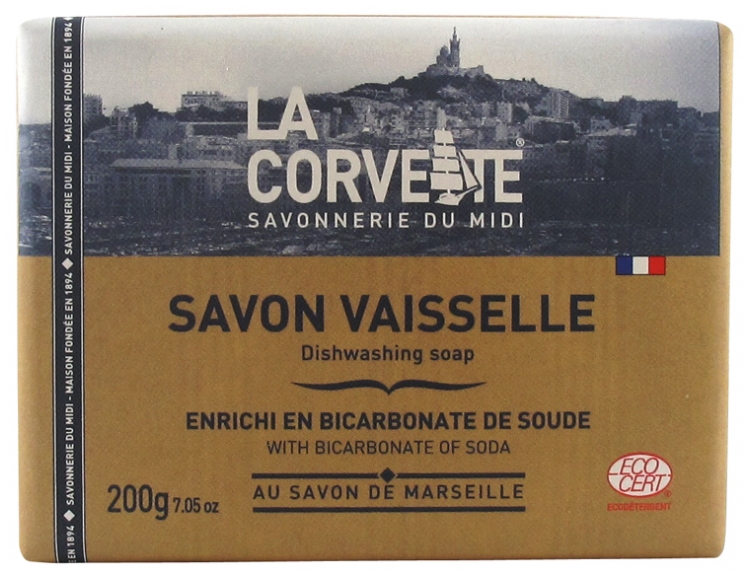 LA
CORVETTE®
SAVONNERIE DU MIDI
SAVON VAISSELLE
Dishwashing soap
ENRICHI EN BICARBONATE DE SOUDE
WITH BICARBONATE OF SODA
200g 7.05 oz
AU SAVON DE MARSEILLE
ECO
CERT®
ECODÉTERGENT
EN 1894 ◆ SAVONNERIE DU MIDI - MAISON FONDÉE EN 1894 ◆ SAVONNERIE DU MIDI - MAISON FONDÉE EN 1894